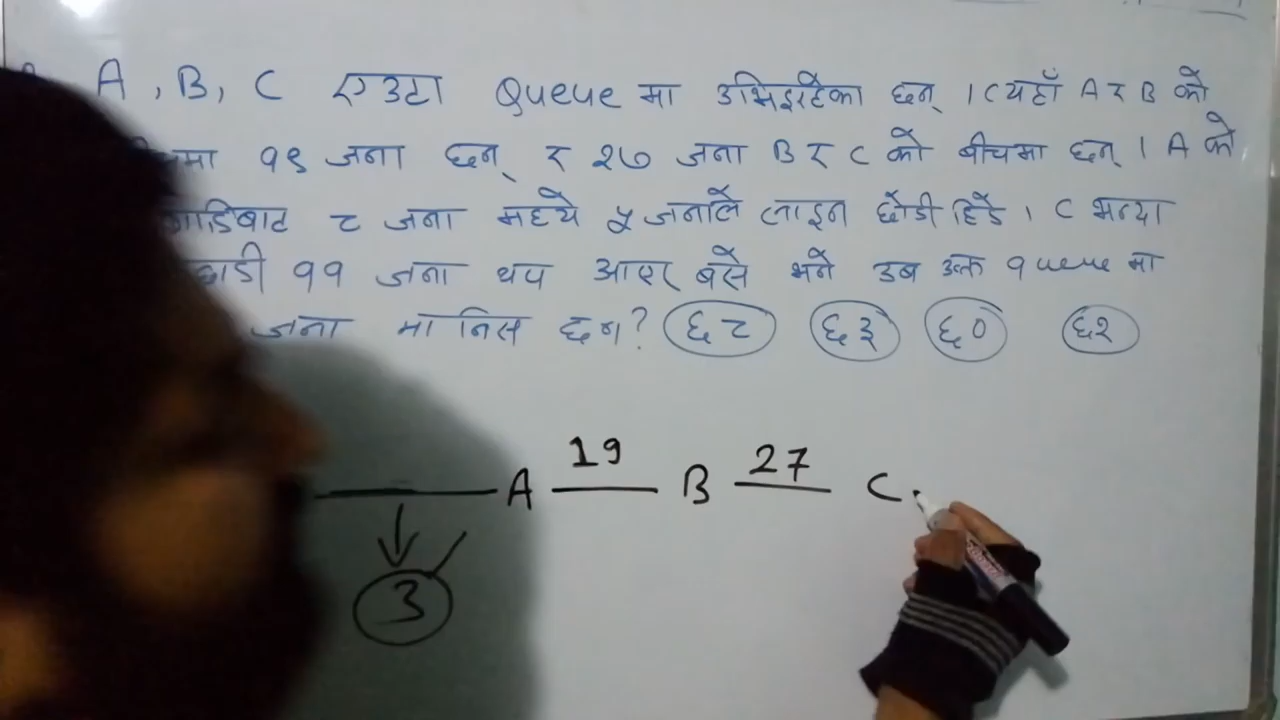 A, B, C एउटा Queue मा उभिइरहेका छन् । यहाँ A र B को
१९ जना छन् र २७ जना B र C को बीचमा छन् । A को
८ जना मध्ये ५ जनाले लाइन छोडी हिँडे । C भन्दा
११ जना थप आएर बसे भने अब उक्त queue मा
जना मानिस छन्? ६८ ६३ ६० ६२
A 19 B 27 C
3